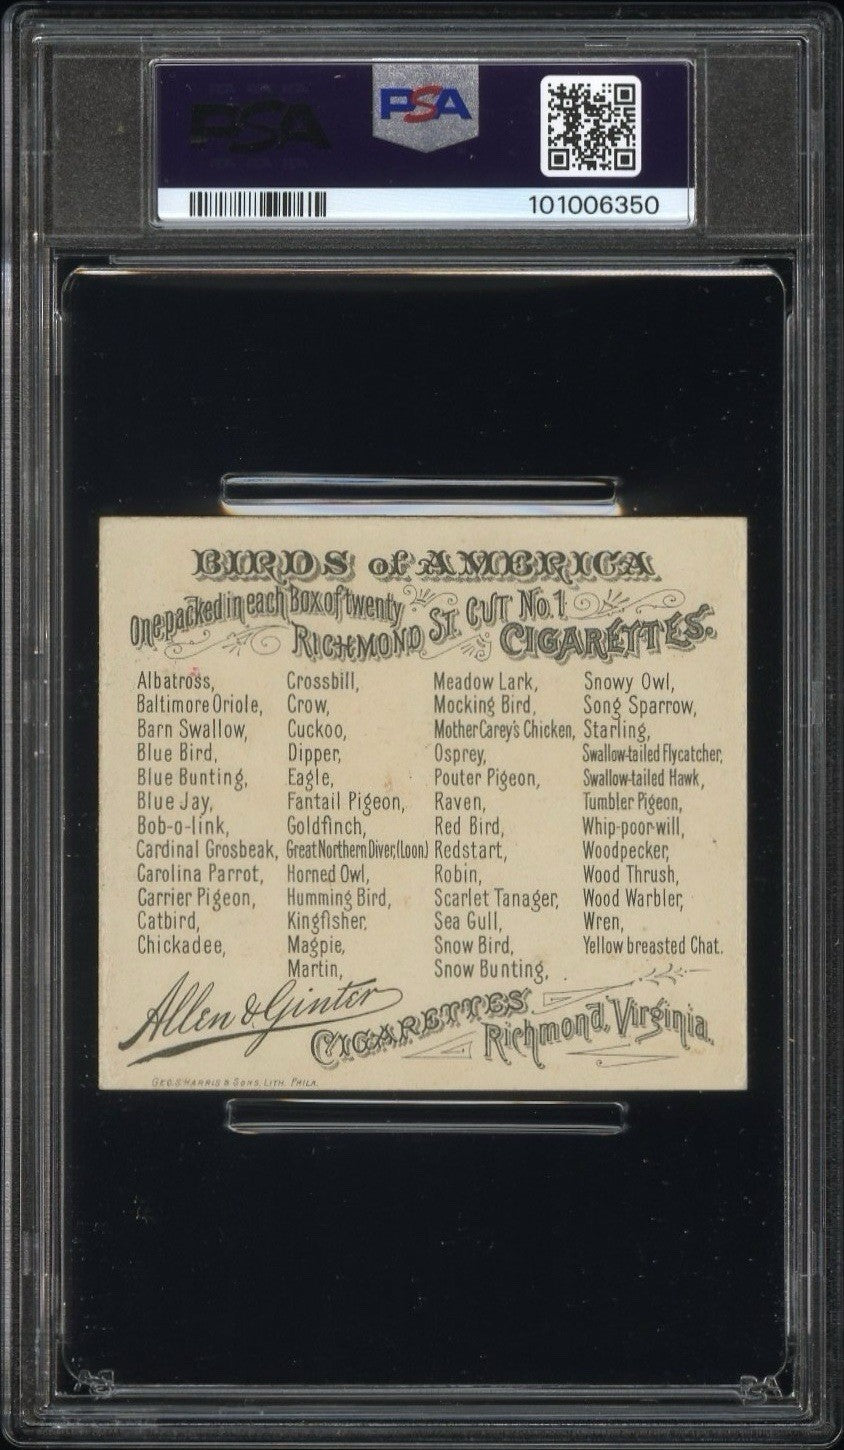 PSA
PSA
101006350
BIRDS of AMERICA
One packed in each Box of twenty
RICHMOND ST. CUT No. 1 CIGARETTES.
Albatross,
Baltimore Oriole,
Barn Swallow,
Blue Bird,
Blue Bunting,
Blue Jay,
Bob-o-link,
Cardinal Grosbeak,
Carolina Parrot,
Carrier Pigeon,
Catbird,
Chickadee,
Crossbill,
Crow,
Cuckoo,
Dipper,
Eagle,
Fantail Pigeon,
Goldfinch,
Great Northern Diver, (Loon)
Horned Owl,
Humming Bird,
Kingfisher,
Magpie,
Martin,
Meadow Lark,
Mocking Bird,
Mother Carey's Chicken,
Osprey,
Pouter Pigeon,
Raven,
Red Bird,
Redstart,
Robin,
Scarlet Tanager,
Sea Gull,
Snow Bird,
Snow Bunting,
Snowy Owl,
Song Sparrow,
Starling,
Swallow-tailed Flycatcher,
Swallow-tailed Hawk,
Tumbler Pigeon,
Whip-poor-will,
Woodpecker,
Wood Thrush,
Wood Warbler,
Wren,
Yellow breasted Chat.
Allen & Ginter
CIGARETTES Richmond, Virginia.
GEO. S. HARRIS & SONS, LITH. PHILA.
PSA
PSA